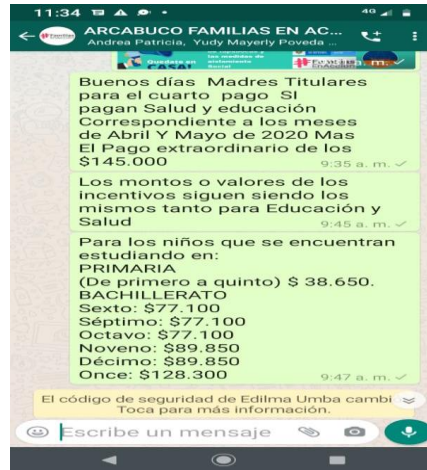 11:34
4G
ARCABUCO FAMILIAS EN AC...
Andrea Patricia, Yudy Mayerly Poveda ...
Buenos días Madres Titulares
para el cuarto pago SI
pagan Salud y educación
Correspondiente a los meses
de Abril Y Mayo de 2020 Mas
El Pago extraordinario de los
$145.000
9:35 a. m.
Los montos o valores de los
incentivos siguen siendo los
mismos tanto para Educación y
Salud
9:45 a. m.
Para los niños que se encuentran
estudiando en:
PRIMARIA
(De primero a quinto) $ 38.650.
BACHILLERATO
Sexto: $77.100
Séptimo: $77.100
Octavo: $77.100
Noveno: $89.850
Décimo: $89.850
Once: $128.300
9:47 a. m.
El código de seguridad de Edilma Umba cambi
Toca para más información.
Escribe un mensaje